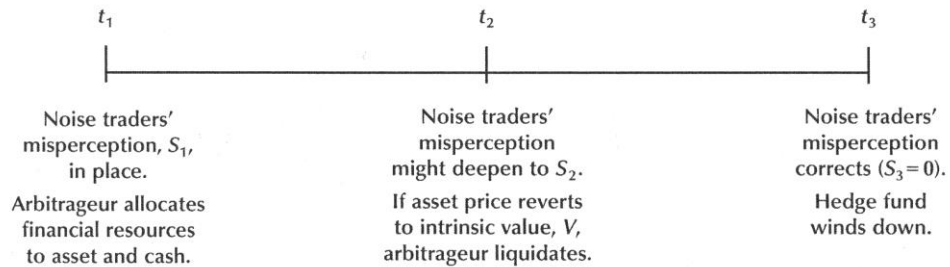 t1
t2
t3
Noise traders'
misperception, S1,
in place.
Arbitrageur allocates
financial resources
to asset and cash.
Noise traders'
misperception
might deepen to S2.
If asset price reverts
to intrinsic value, V,
arbitrageur liquidates.
Noise traders'
misperception
corrects (S3=0).
Hedge fund
winds down.